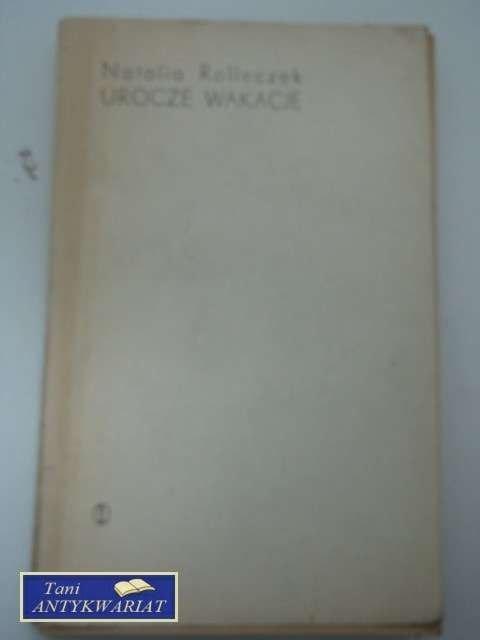 Natalia Rolleczek
UROCZE WAKACJE
Tani
ANTYKWARIAT